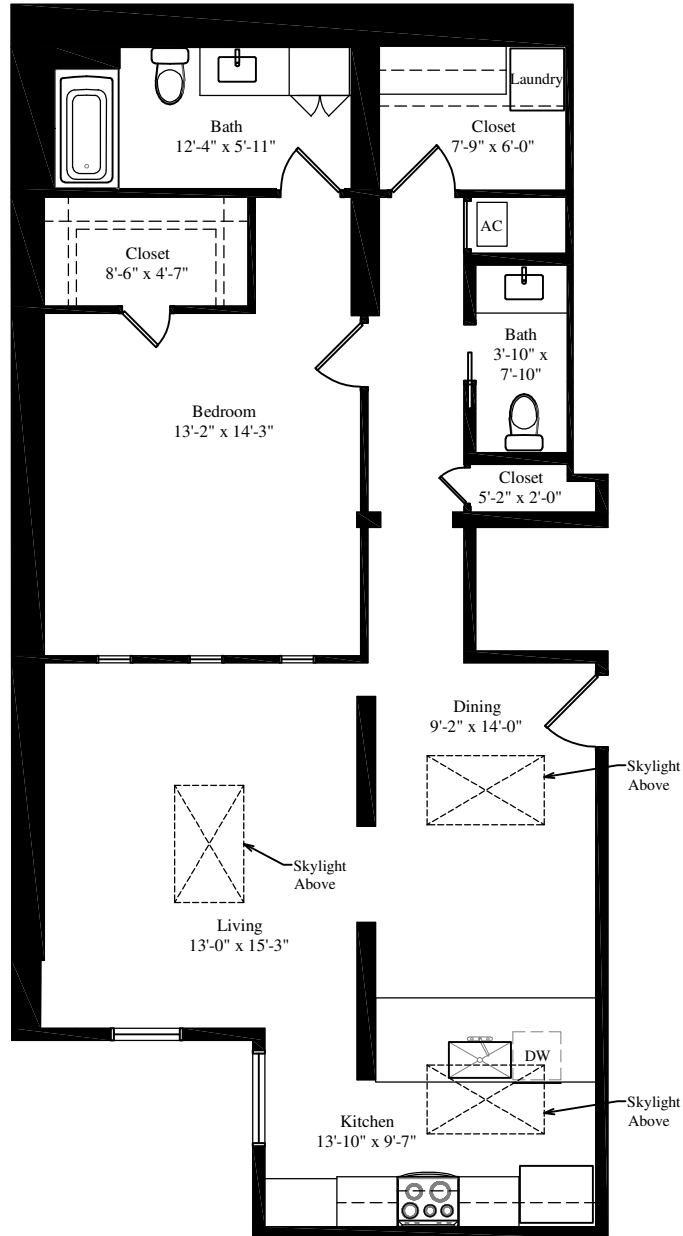 Laundry
Bath
12'-4" x 5'-11"
Closet
7'-9" x 6'-0"
AC
Closet
8'-6" x 4'-7"
Bath
3'-10" x
7'-10"
Bedroom
13'-2" x 14'-3"
Closet
5'-2" x 2'-0"
Dining
9'-2" x 14'-0"
Skylight
Above
Skylight
Above
Living
13'-0" x 15'-3"
DW
Kitchen
13'-10" x 9'-7"
Skylight
Above